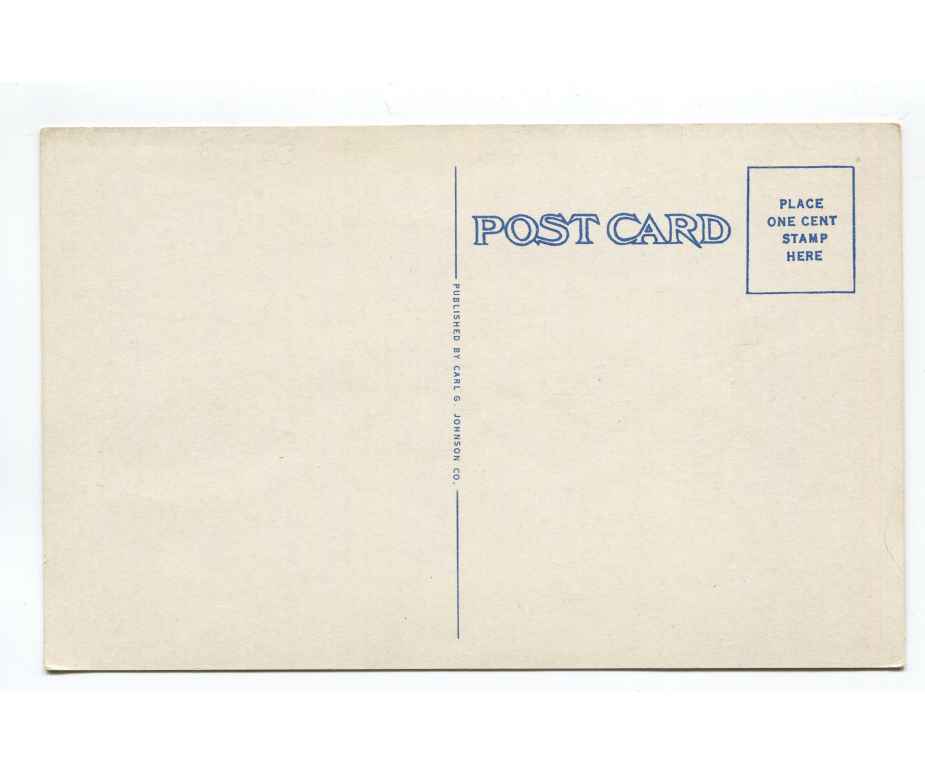 POST CARD
PLACE
ONE CENT
STAMP
HERE
PUBLISHED BY CARL G. JOHNSON CO.